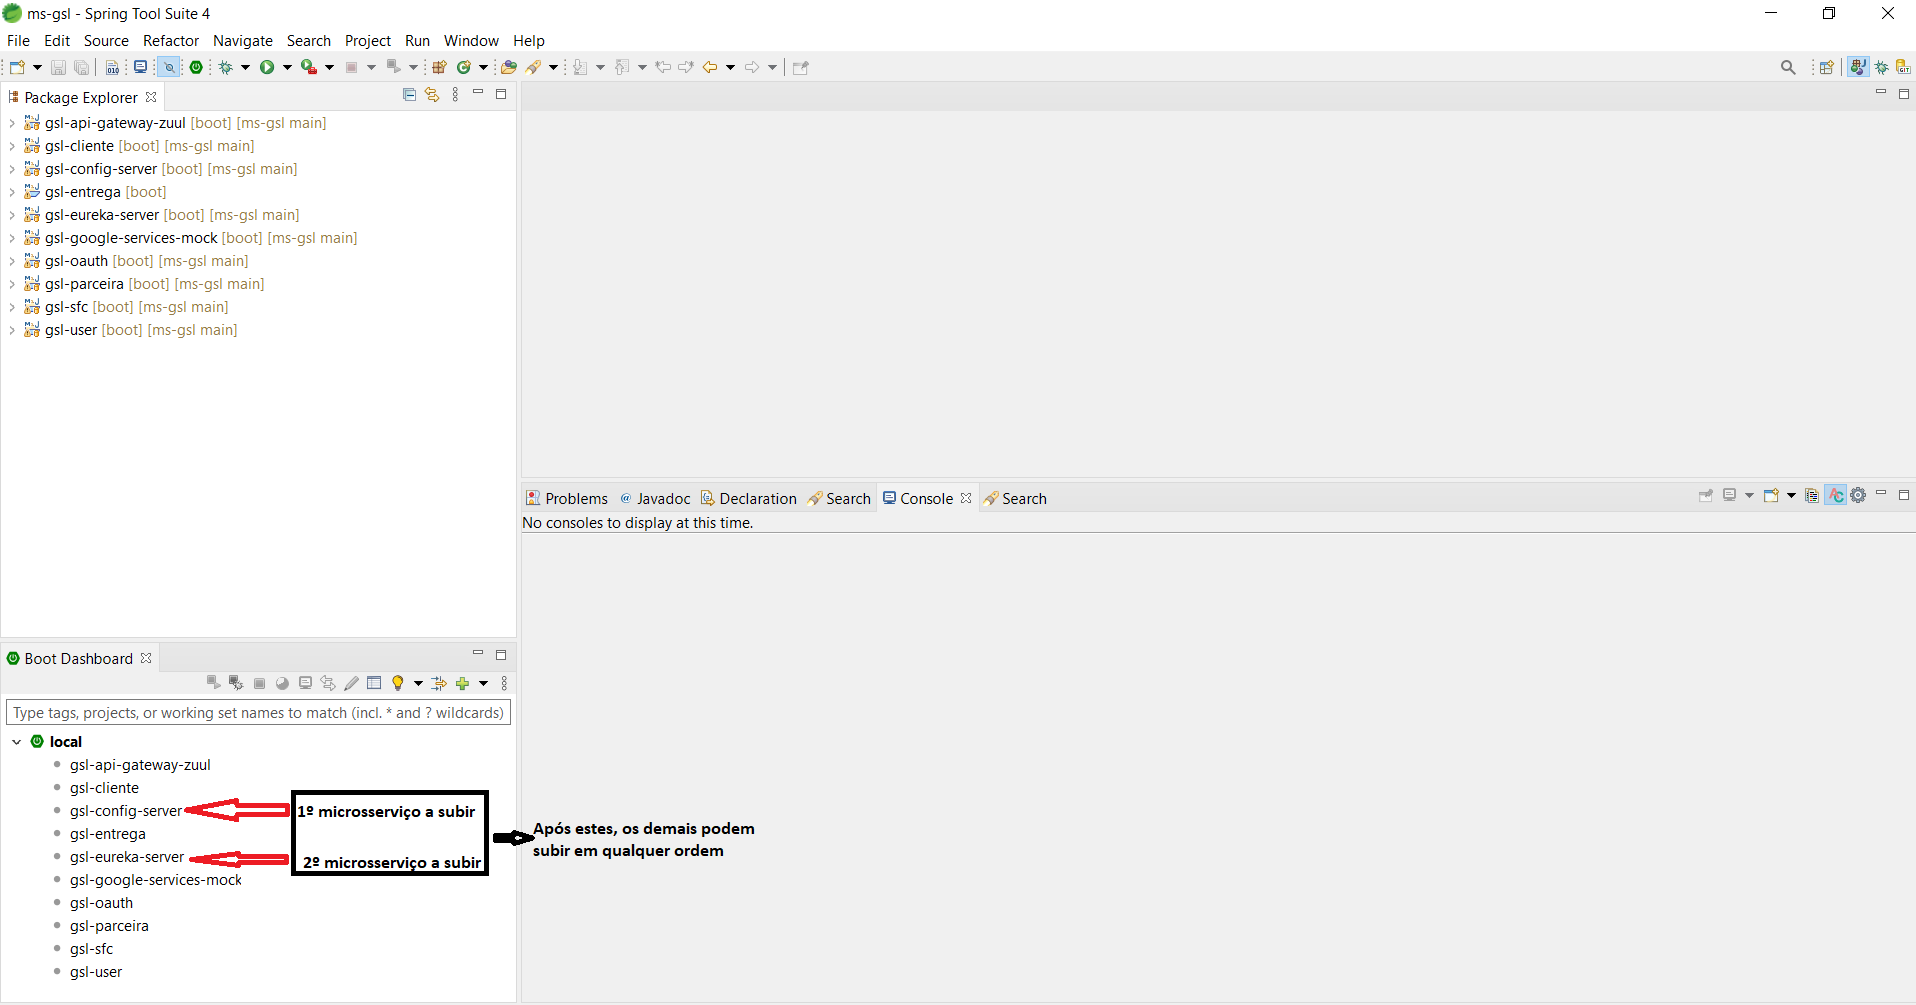 ms-gsl - Spring Tool Suite 4
File Edit Source Refactor Navigate Search Project Run Window Help
Package Explorer
gsl-api-gateway-zuul [boot] [ms-gsl main]
gsl-cliente [boot] [ms-gsl main]
gsl-config-server [boot] [ms-gsl main]
gsl-entrega [boot]
gsl-eureka-server [boot] [ms-gsl main]
gsl-google-services-mock [boot] [ms-gsl main]
gsl-oauth [boot] [ms-gsl main]
gsl-parceira [boot] [ms-gsl main]
gsl-sfc [boot] [ms-gsl main]
gsl-user [boot] [ms-gsl main]
Problems @ Javadoc Declaration Search Console Search
No consoles to display at this time.
Boot Dashboard
Type tags, projects, or working set names to match (incl. * and ? wildcards)
local
gsl-api-gateway-zuul
gsl-cliente
gsl-config-server
gsl-entrega
gsl-eureka-server
gsl-google-services-mock
gsl-oauth
gsl-parceira
gsl-sfc
gsl-user
1º microsserviço a subir
2º microsserviço a subir
Após estes, os demais podem
subir em qualquer ordem